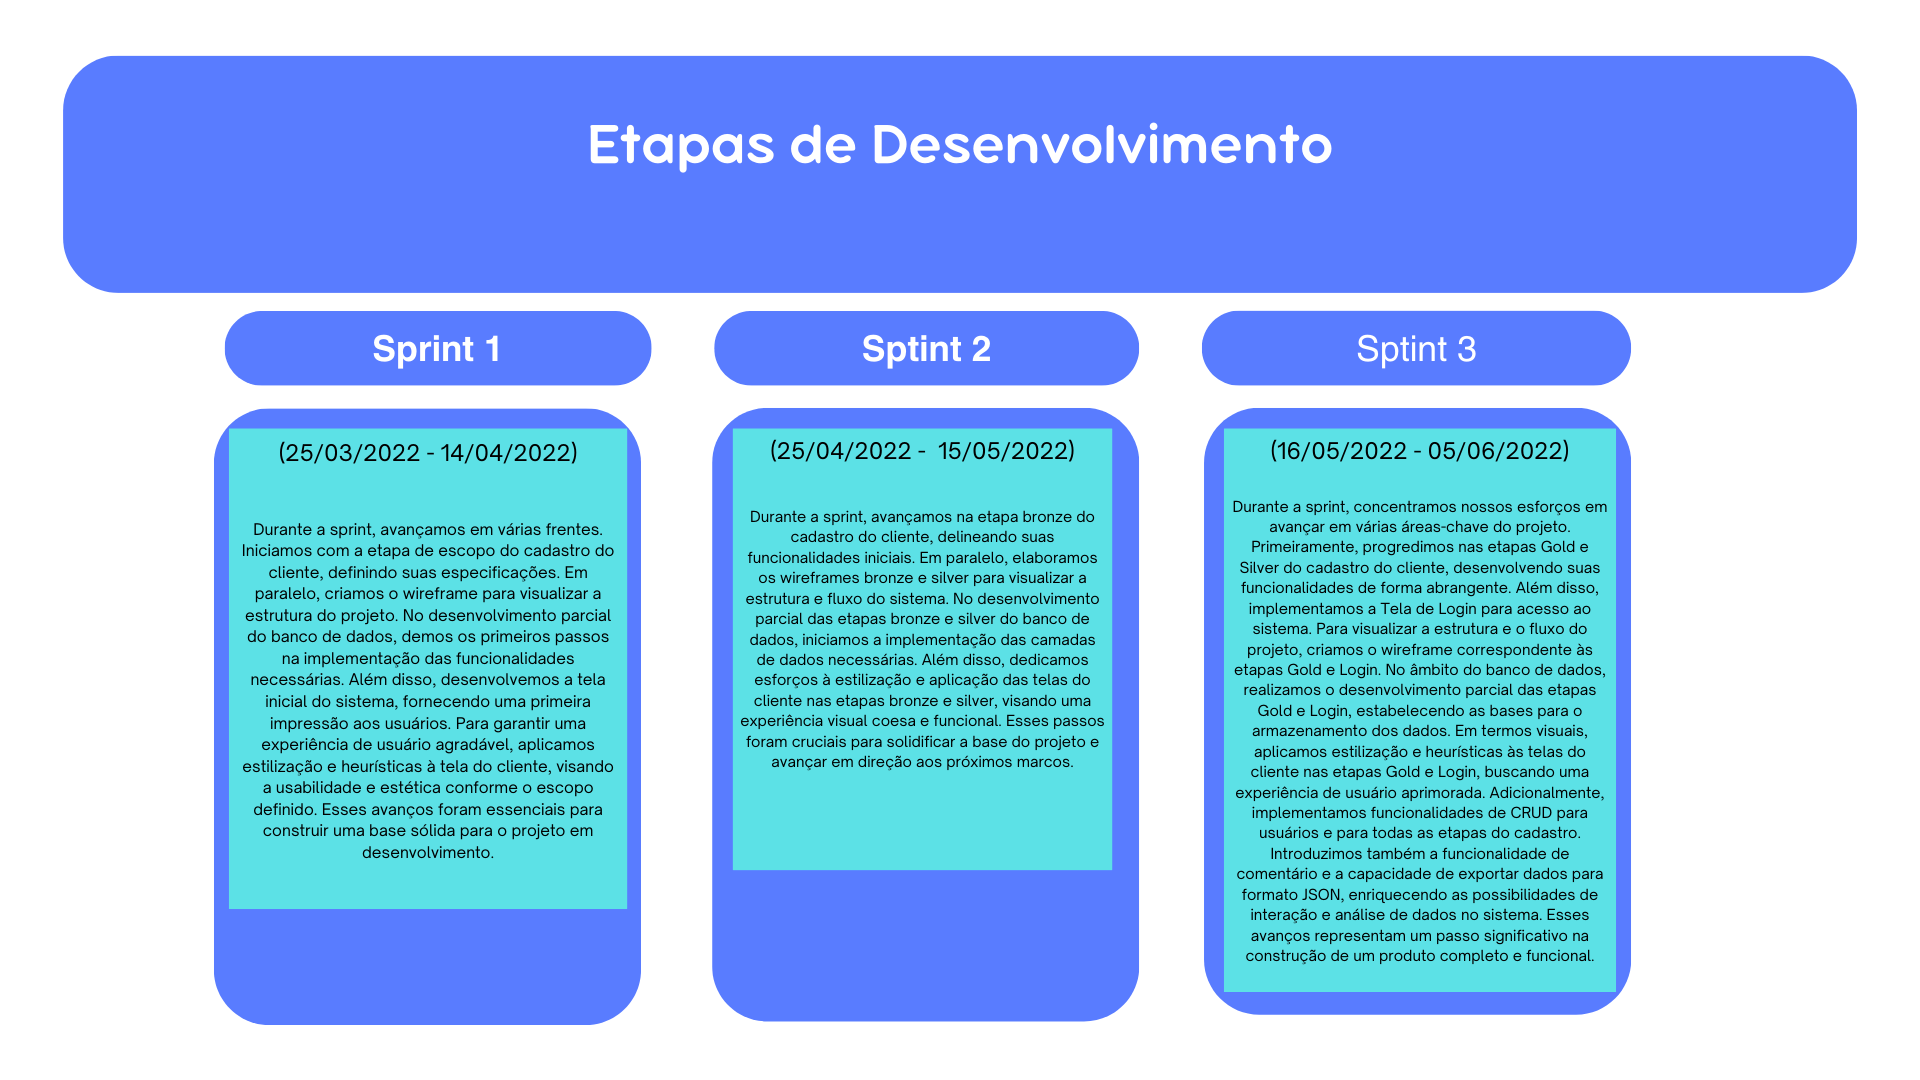 Etapas de Desenvolvimento
Sprint 1
(25/03/2022 - 14/04/2022)
Durante a sprint, avançamos em várias frentes.
Iniciamos com a etapa de escopo do cadastro do
cliente, definindo suas especificações. Em
paralelo, criamos o wireframe para visualizar a
estrutura do projeto. No desenvolvimento parcial
do banco de dados, demos os primeiros passos
na implementação das funcionalidades
necessárias. Além disso, desenvolvemos a tela
inicial do sistema, fornecendo uma primeira
impressão aos usuários. Para garantir uma
experiência de usuário agradável, aplicamos
estilização e heurísticas à tela do cliente, visando
a usabilidade e estética conforme o escopo
definido. Esses avanços foram essenciais para
construir uma base sólida para o projeto em
desenvolvimento.
Sptint 2
(25/04/2022 -  15/05/2022)
Durante a sprint, avançamos na etapa bronze do
cadastro do cliente, delineando suas
funcionalidades iniciais. Em paralelo, elaboramos
os wireframes bronze e silver para visualizar a
estrutura e fluxo do sistema. No desenvolvimento
parcial das etapas bronze e silver do banco de
dados, iniciamos a implementação das camadas
de dados necessárias. Além disso, dedicamos
esforços à estilização e aplicação das telas do
cliente nas etapas bronze e silver, visando uma
experiência visual coesa e funcional. Esses passos
foram cruciais para solidificar a base do projeto e
avançar em direção aos próximos marcos.
Sptint 3
(16/05/2022 - 05/06/2022)
Durante a sprint, concentramos nossos esforços em
avançar em várias áreas-chave do projeto.
Primeiramente, progredimos nas etapas Gold e
Silver do cadastro do cliente, desenvolvendo suas
funcionalidades de forma abrangente. Além disso,
implementamos a Tela de Login para acesso ao
sistema. Para visualizar a estrutura e o fluxo do
projeto, criamos o wireframe correspondente às
etapas Gold e Login. No âmbito do banco de dados,
realizamos o desenvolvimento parcial das etapas
Gold e Login, estabelecendo as bases para o
armazenamento dos dados. Em termos visuais,
aplicamos estilização e heurísticas às telas do
cliente nas etapas Gold e Login, buscando uma
experiência de usuário aprimorada. Adicionalmente,
implementamos funcionalidades de CRUD para
usuários e para todas as etapas do cadastro.
Introduzimos também a funcionalidade de
comentário e a capacidade de exportar dados para
formato JSON, enriquecendo as possibilidades de
interação e análise de dados no sistema. Esses
avanços representam um passo significativo na
construção de um produto completo e funcional.